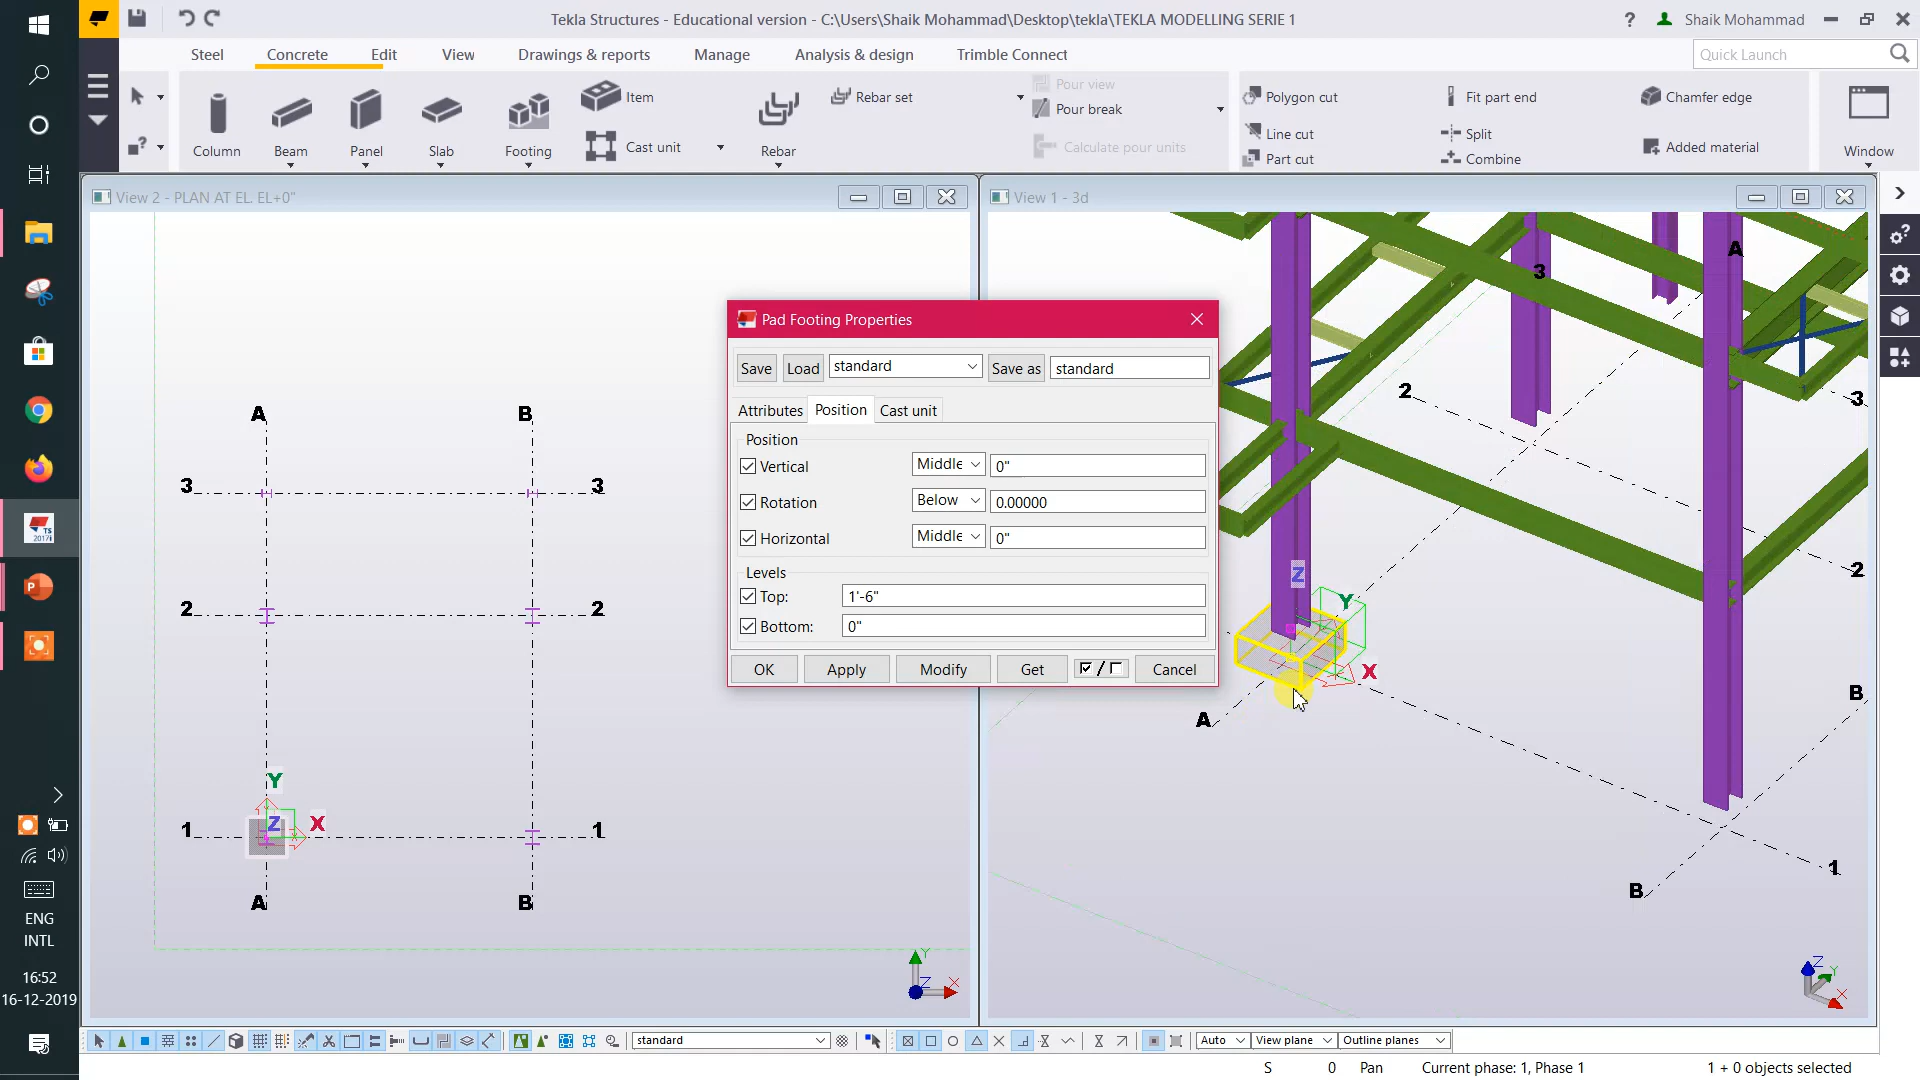 Tekla Structures - Educational version - C:\Users\Shaik Mohammad\Desktop\tekla\TEKLA MODELLING SERIE 1
? Shaik Mohammad
Steel Concrete Edit View Drawings & reports Manage Analysis & design Trimble Connect
Quick Launch
Column
Beam
Panel
Slab
Footing
Item
Cast unit
Rebar
Rebar set
Pour view
Pour break
Calculate pour units
Polygon cut
Line cut
Part cut
Fit part end
Split
Combine
Chamfer edge
Added material
Window
View 2 - PLAN AT EL. EL+0"
A B
3 3
2 2
Y
1 Z X 1
A B
Y
Z X
View 1 - 3d
A
3
2
3
Z
Y
2
X
A
B
1
B
Z
Y
X
Pad Footing Properties
Save Load standard Save as standard
Attributes Position Cast unit
Position
Vertical Middle 0"
Rotation Below 0.00000
Horizontal Middle 0"
Levels
Top: 1'-6"
Bottom: 0"
OK Apply Modify Get / Cancel
TS
2017i
ENG
INTL
16:52
16-12-2019
standard
Auto View plane Outline planes
S 0 Pan Current phase: 1, Phase 1 1 + 0 objects selected